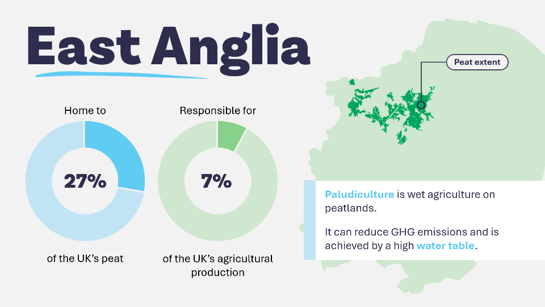 East Anglia
Peat extent
Home to
27%
of the UK's peat
Responsible for
7%
of the UK's agricultural
production
Paludiculture is wet agriculture on
peatlands.
It can reduce GHG emissions and is
achieved by a high water table.